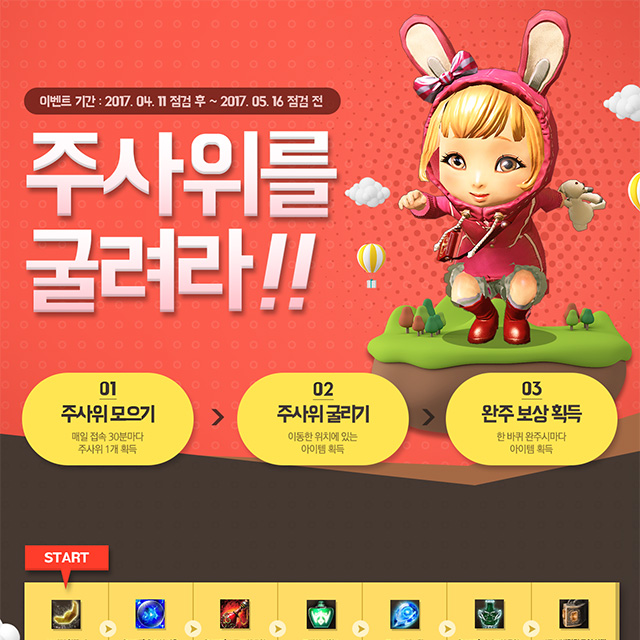 이벤트 기간 : 2017. 04. 11 점검 후 ~ 2017. 05. 16 점검 전
주사위를
굴려라!!
01
주사위 모으기
매일 접속 30분마다
주사위 1개 획득
02
주사위 굴리기
이동한 위치에 있는
아이템 획득
03
완주 보상 획득
한 바퀴 완주시마다
아이템 획득
START